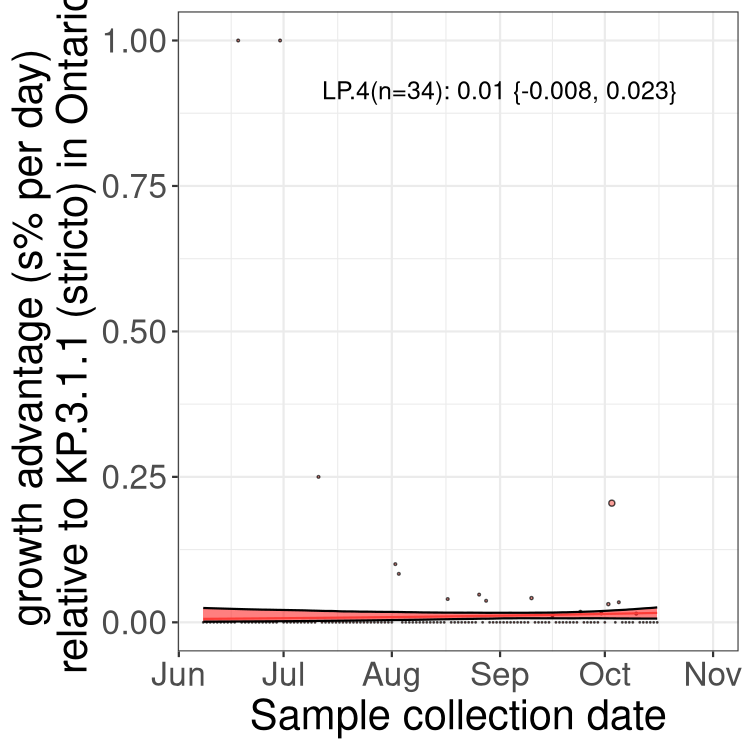 growth advantage (s% per day)
relative to KP.3.1.1 (stricto) in Ontario
1.00
0.75
0.50
0.25
0.00
LP.4(n=34): 0.01 {-0.008, 0.023}
Jun Jul Aug Sep Oct Nov
Sample collection date